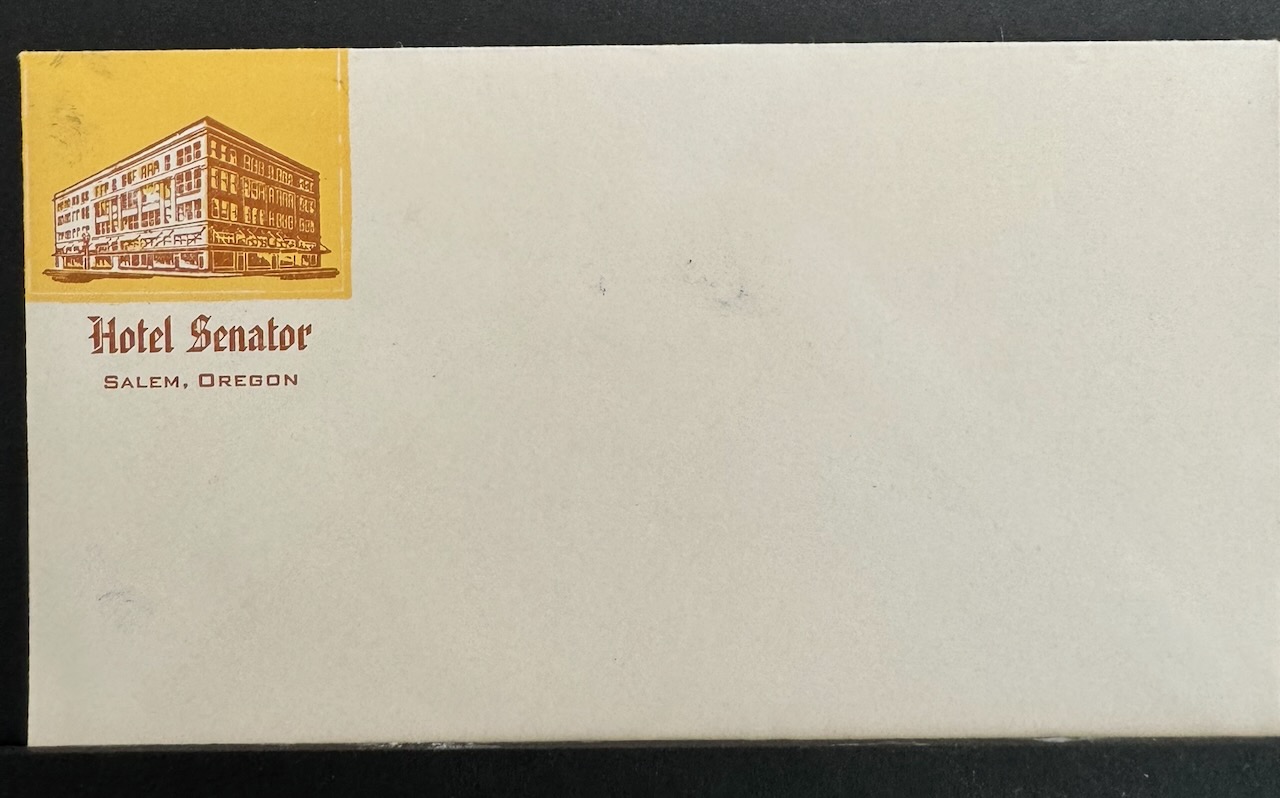 Hotel Senator
SALEM, OREGON